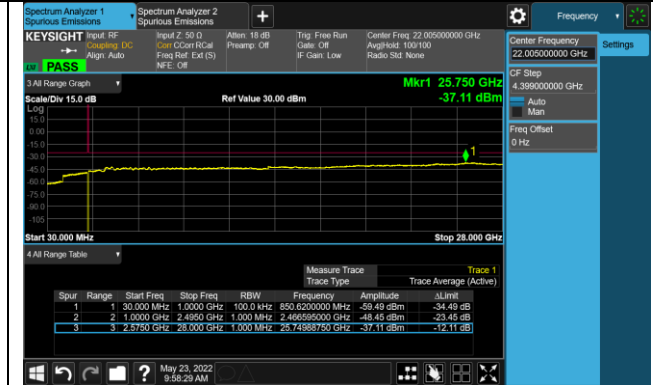 Spectrum Analyzer 1
Spurious Emissions
Spectrum Analyzer 2
Spurious Emissions
+
Frequency
KEYSIGHT
Input: RF
Coupling: DC
Align: Auto
Input Z: 50 Ω
Corr CCorr RCal
Freq Ref: Ext (S)
NFE: Off
Atten: 18 dB
Preamp: Off
Trig: Free Run
Gate: Off
IF Gain: Low
Center Freq: 22.005000000 GHz
Avg|Hold: 100/100
Radio Std: None
PASS
Center Frequency
22.005000000 GHz
Settings
CF Step
4.399000000 GHz
Auto
Man
Freq Offset
0 Hz
3 All Range Graph
Mkr1 25.750 GHz
Scale/Div 15.0 dB
Ref Value 30.00 dBm
-37.11 dBm
Log
15.0
0.00
-15.0
-30.0
-45.0
-60.0
-75.0
-90.0
-105
1
Start 30.000 MHz
Stop 28.000 GHz
4 All Range Table
Measure Trace Trace 1
Trace Type Trace Average (Active)
Spur Range Start Freq Stop Freq RBW Frequency Amplitude ΔLimit
1 1 30.000 MHz 1.0000 GHz 100.0 kHz 850.6200000 MHz -59.49 dBm -34.49 dB
2 2 1.0000 GHz 2.4950 GHz 1.000 MHz 2.466595000 GHz -48.45 dBm -23.45 dB
3 3 2.5750 GHz 28.000 GHz 1.000 MHz 25.74988750 GHz -37.11 dBm -12.11 dB
?
May 23, 2022
9:58:29 AM